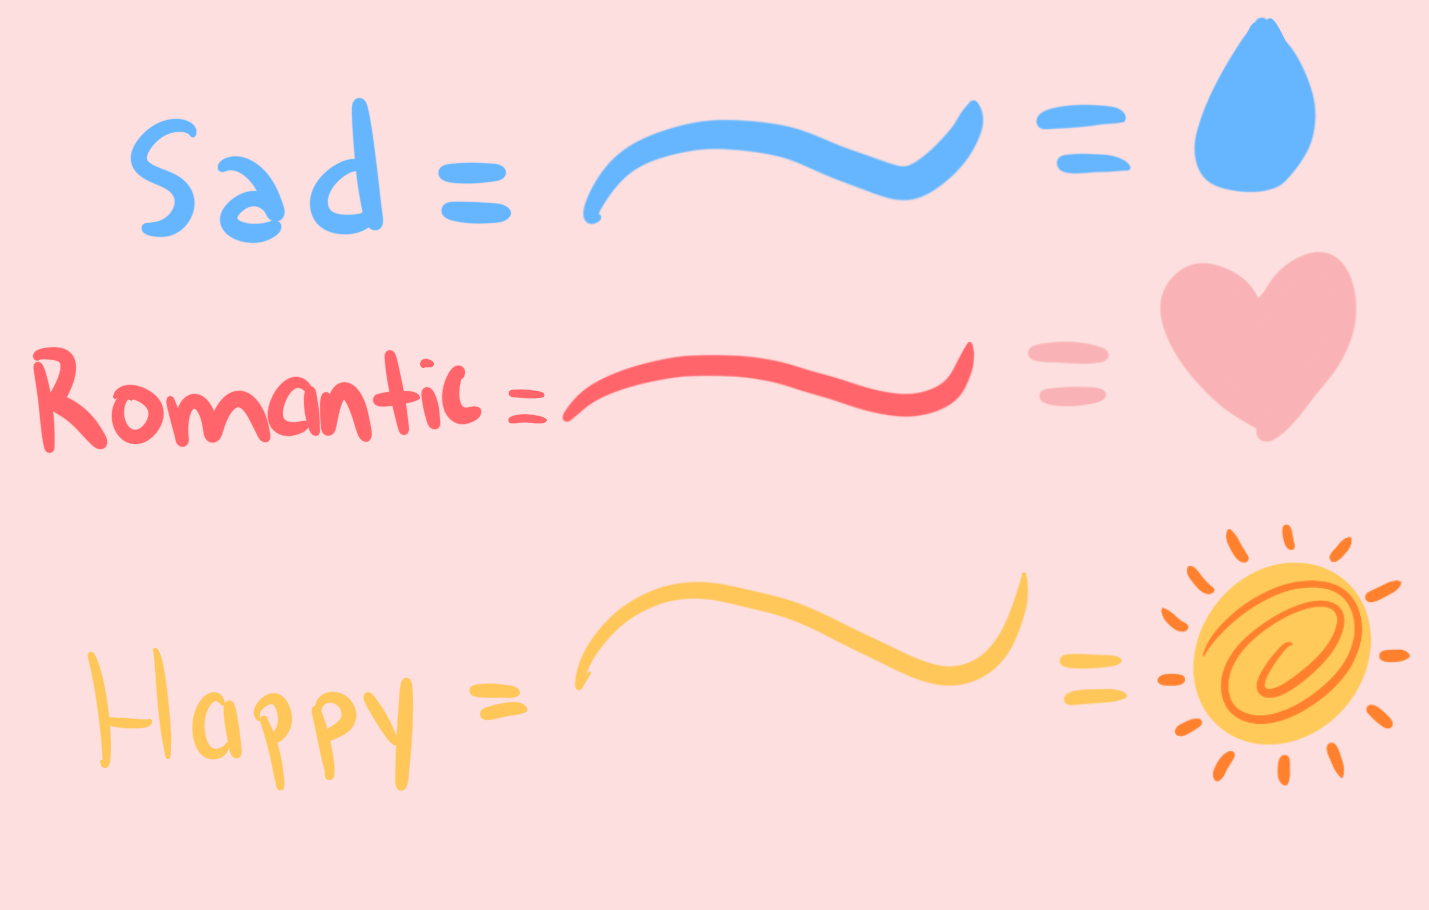 Sad = =
Romantic = =
Happy = =